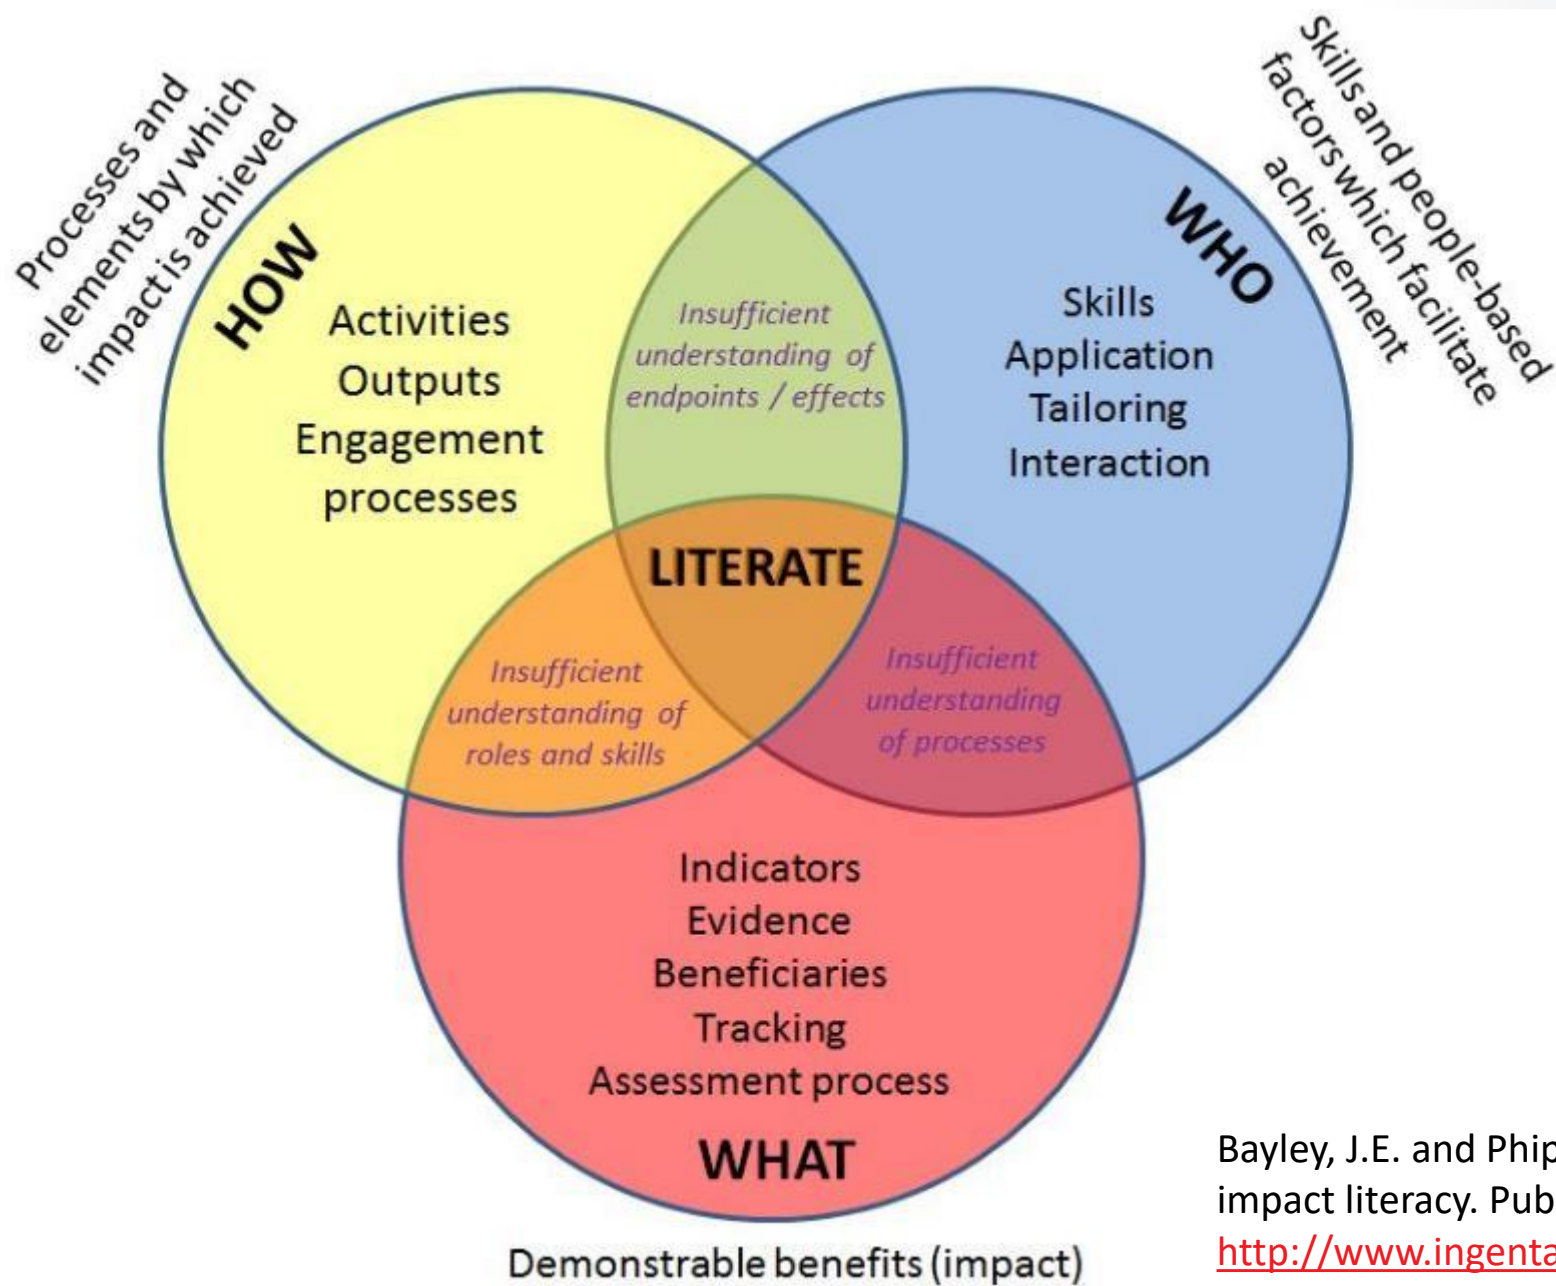 Processes and
elements by which
impact is achieved
HOW
Activities
Outputs
Engagement
processes
Skills and people-based
factors which facilitate
achievement
WHO
Skills
Application
Tailoring
Interaction
Insufficient
understanding of
endpoints / effects
LITERATE
Insufficient
understanding of
roles and skills
Insufficient
understanding
of processes
Indicators
Evidence
Beneficiaries
Tracking
Assessment process
WHAT
Demonstrable benefits (impact)
Bayley, J.E. and Phip
impact literacy. Pub
http://www.ingenta